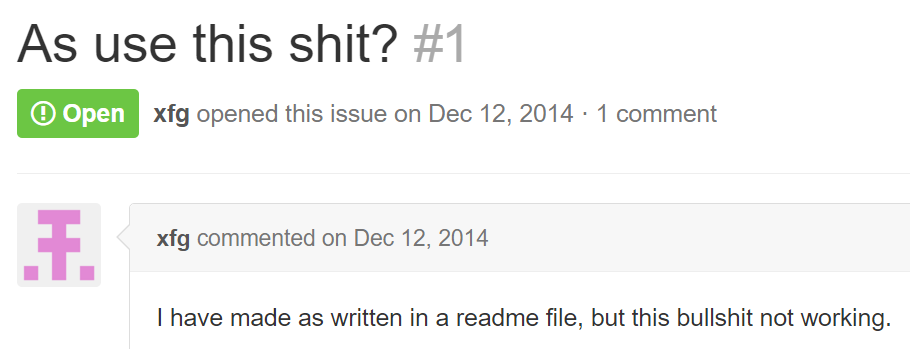 As use this shit? #1
Open xfg opened this issue on Dec 12, 2014 · 1 comment
xfg commented on Dec 12, 2014
I have made as written in a readme file, but this bullshit not working.